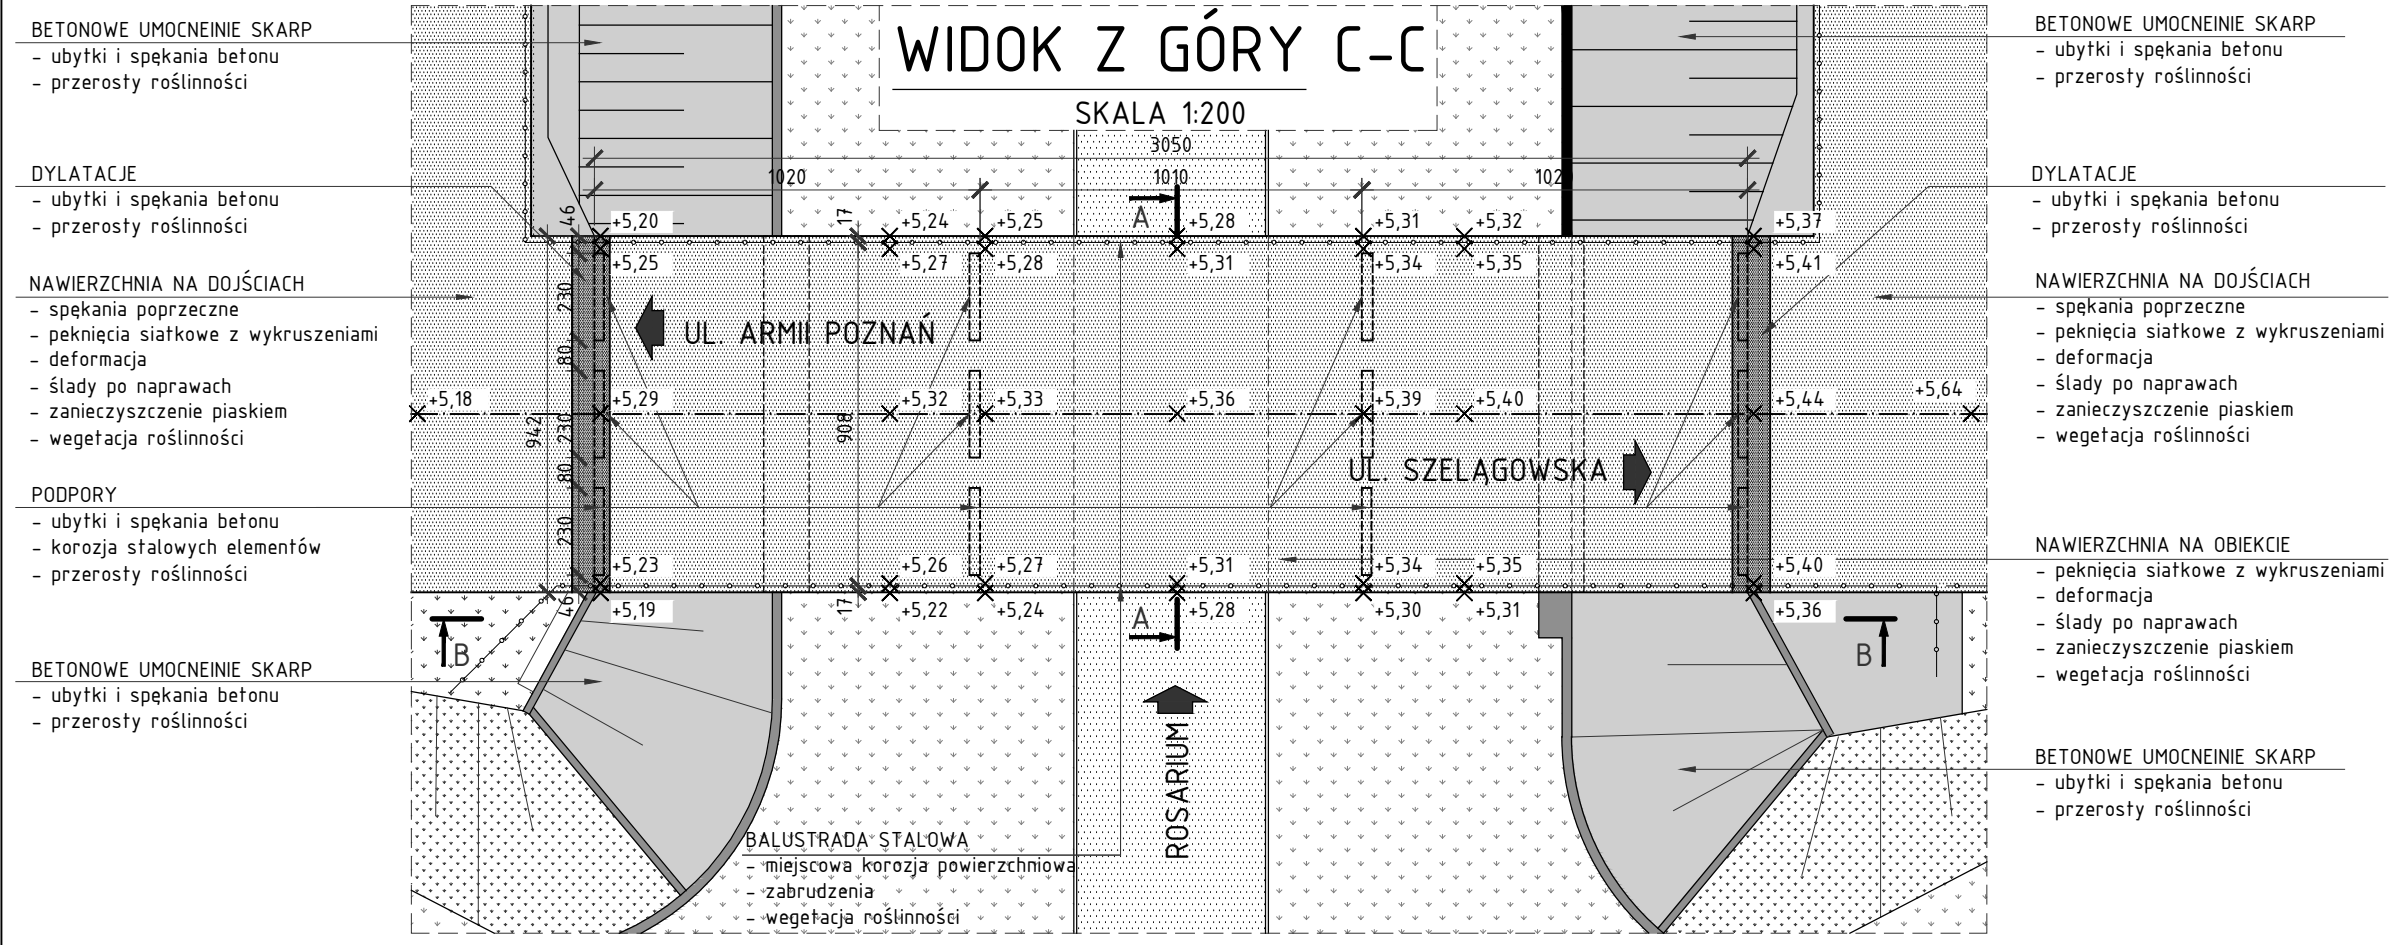 WIDOK Z GÓRY C-C
SKALA 1:200
BETONOWE UMOCNEINIE SKARP
- ubytki i spękania betonu
- przerosty roślinności
DYLATACJE
- ubytki i spękania betonu
- przerosty roślinności
NAWIERZCHNIA NA DOJŚCIACH
- spękania poprzeczne
- peknięcia siatkowe z wykruszeniami
- deformacja
- ślady po naprawach
- zanieczyszczenie piaskiem
- wegetacja roślinności
PODPORY
- ubytki i spękania betonu
- korozja stalowych elementów
- przerosty roślinności
BETONOWE UMOCNEINIE SKARP
- ubytki i spękania betonu
- przerosty roślinności
3050
1020 1010 102
46 17
+5,20 +5,24 +5,25 +5,28 +5,31 +5,32 +5,37
A
+5,25 +5,27 +5,28 +5,31 +5,34 +5,35 +5,41
230
UL. ARMII POZNAŃ
80
+5,18 +5,29 +5,32 +5,33 +5,36 +5,39 +5,40 +5,44 +5,64
942 230 908
UL. SZELĄGOWSKA
80
230
+5,23 +5,26 +5,27 +5,31 +5,34 +5,35 +5,40
46 17
+5,19 +5,22 +5,24 +5,28 +5,30 +5,31 +5,36
A
B B
ROSARIUM
BALUSTRADA STALOWA
- miejscowa korozja powierzchniowa
- zabrudzenia
- wegetacja roślinności
BETONOWE UMOCNEINIE SKARP
- ubytki i spękania betonu
- przerosty roślinności
DYLATACJE
- ubytki i spękania betonu
- przerosty roślinności
NAWIERZCHNIA NA DOJŚCIACH
- spękania poprzeczne
- peknięcia siatkowe z wykruszeniami
- deformacja
- ślady po naprawach
- zanieczyszczenie piaskiem
- wegetacja roślinności
NAWIERZCHNIA NA OBIEKCIE
- peknięcia siatkowe z wykruszeniami
- deformacja
- ślady po naprawach
- zanieczyszczenie piaskiem
- wegetacja roślinności
BETONOWE UMOCNEINIE SKARP
- ubytki i spękania betonu
- przerosty roślinności